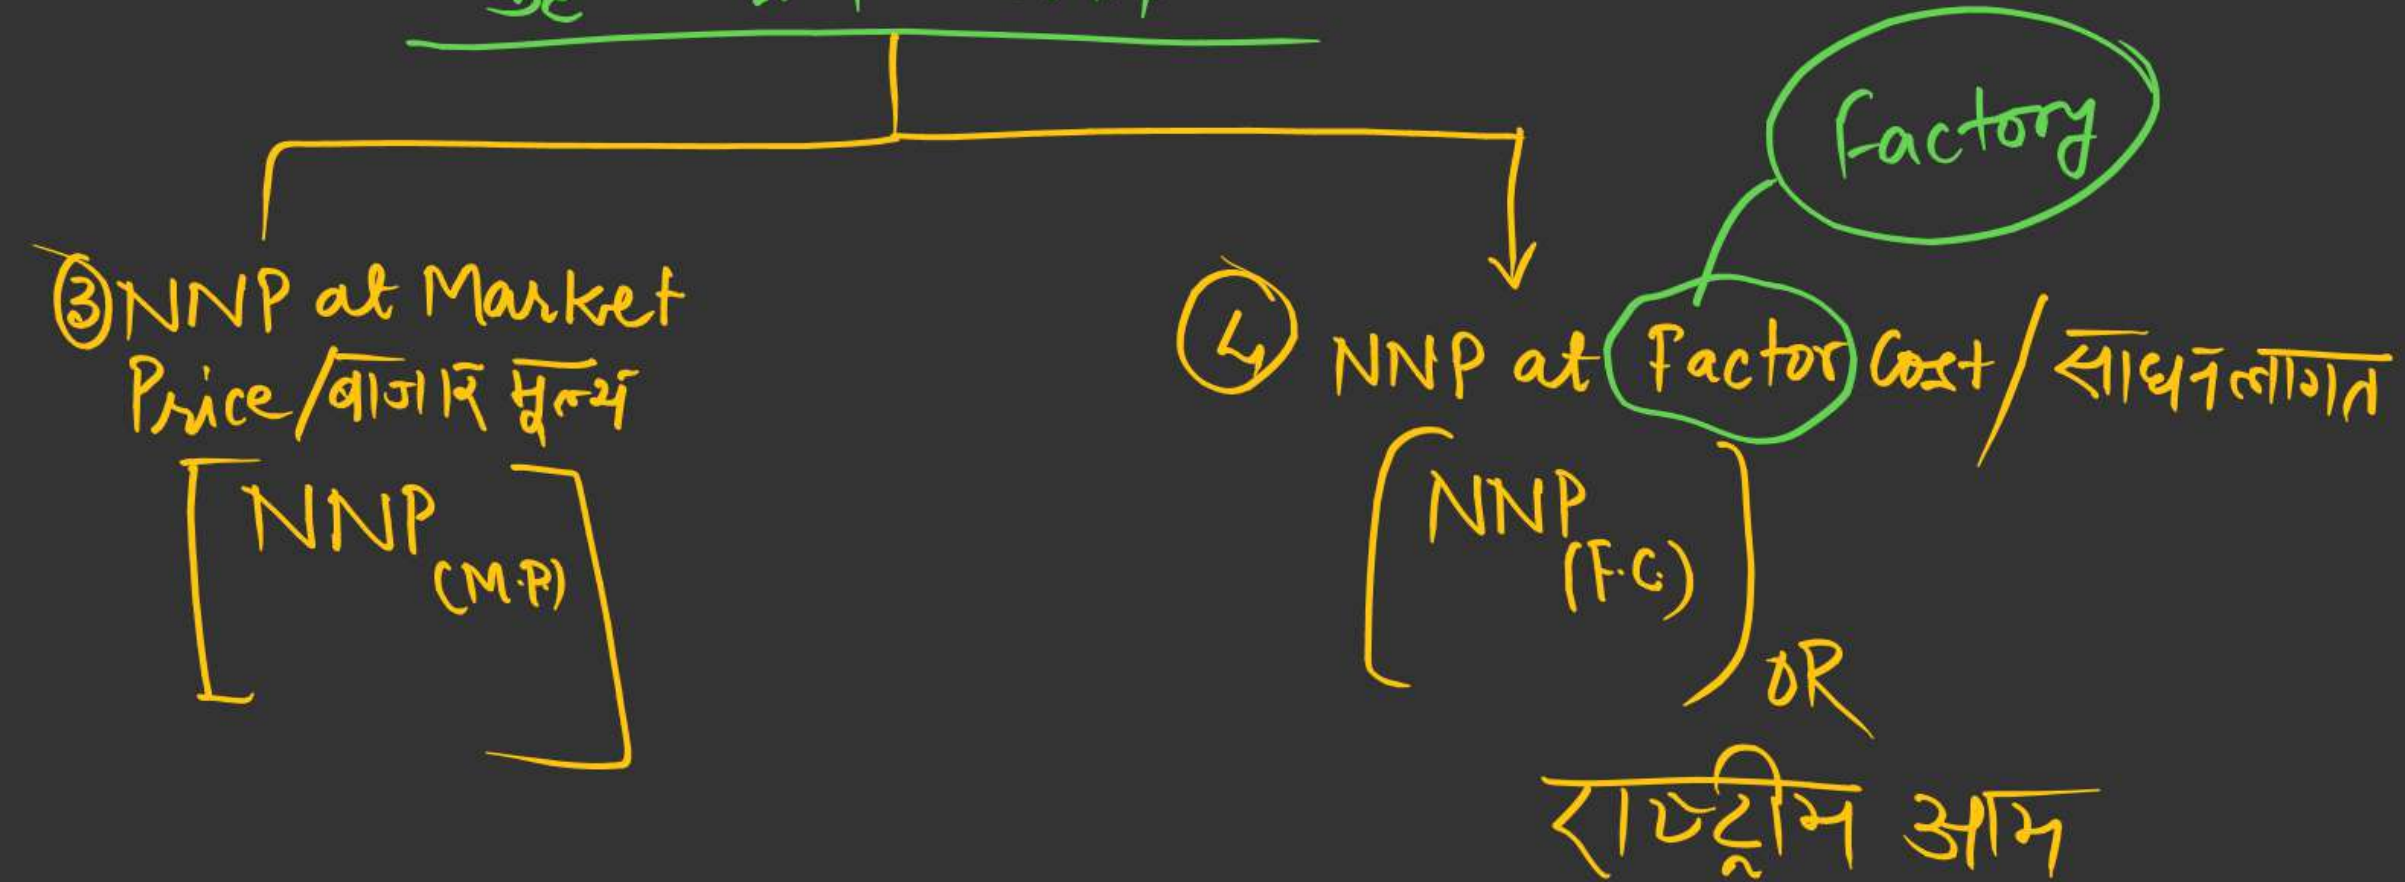 Factory
③ NNP at Market
Price/बाजार मूल्य
[NNP(M.P)]
④ NNP at Factor Cost/साधन लागत
(NNP(F.C.))
OR
राष्ट्रीय आय